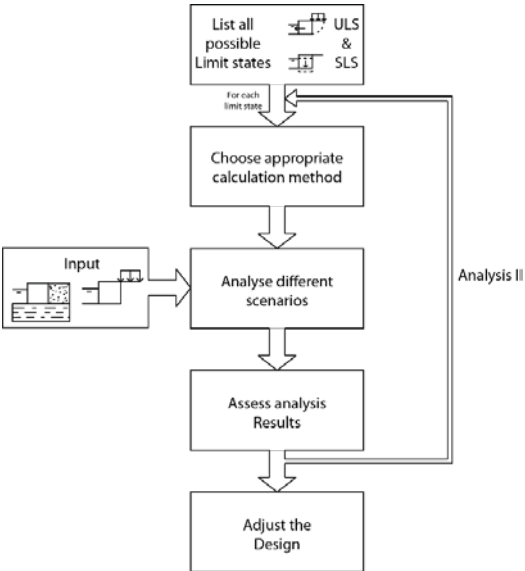 List all
possible
Limit states
ULS
&
SLS
For each
limit state
Choose appropriate
calculation method
Input
Analyse different
scenarios
Analysis II
Assess analysis
Results
Adjust the
Design